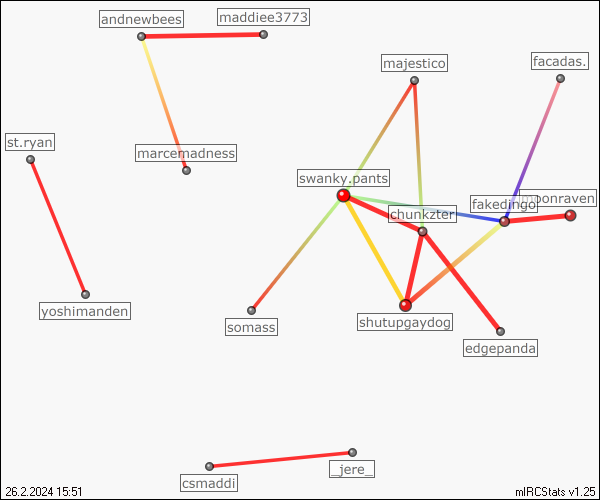 andnewbees
maddiee3773
majestico
facadas.
st.ryan
marcemadness
swanky.pants
fakedingo
chunkzter
yoshimanden
somass
shutupgaydog
edgepanda
_jere_
csmaddi
26.2.2024 15:51
mIRCStats v1.25